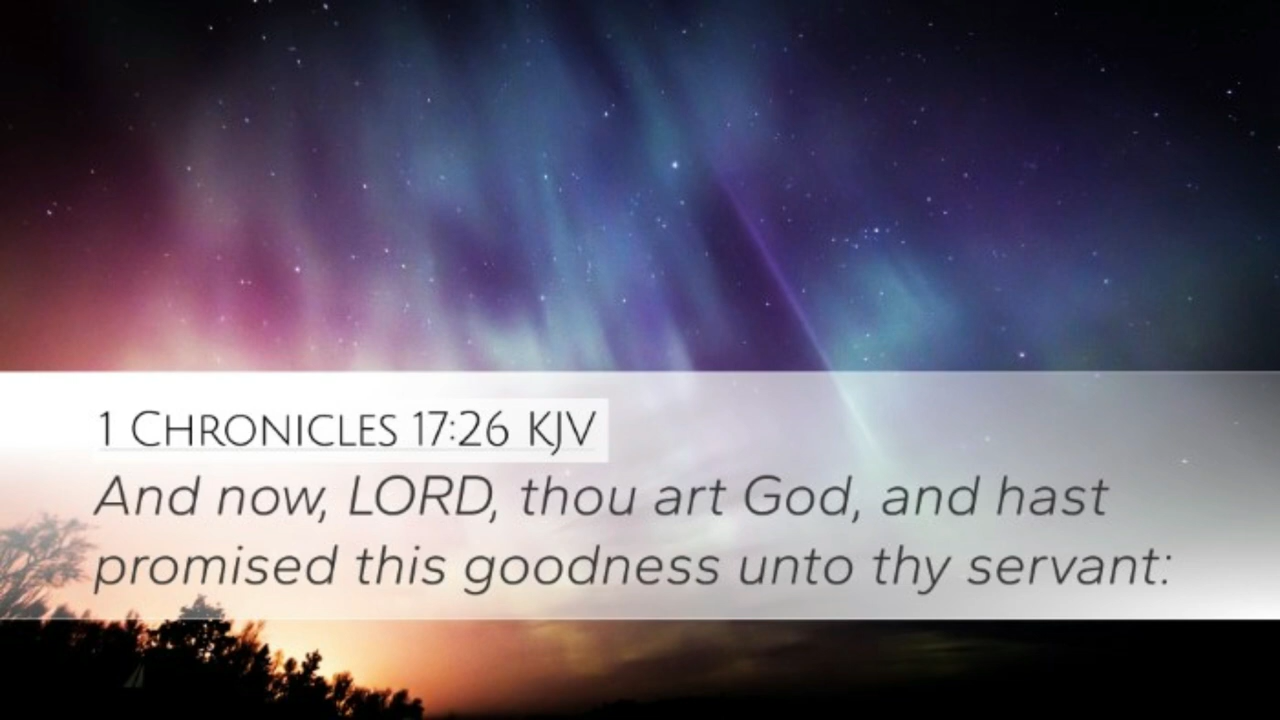 1 Chronicles 17:26 KJV
And now, LORD, thou art God, and hast
promised this goodness unto thy servant: